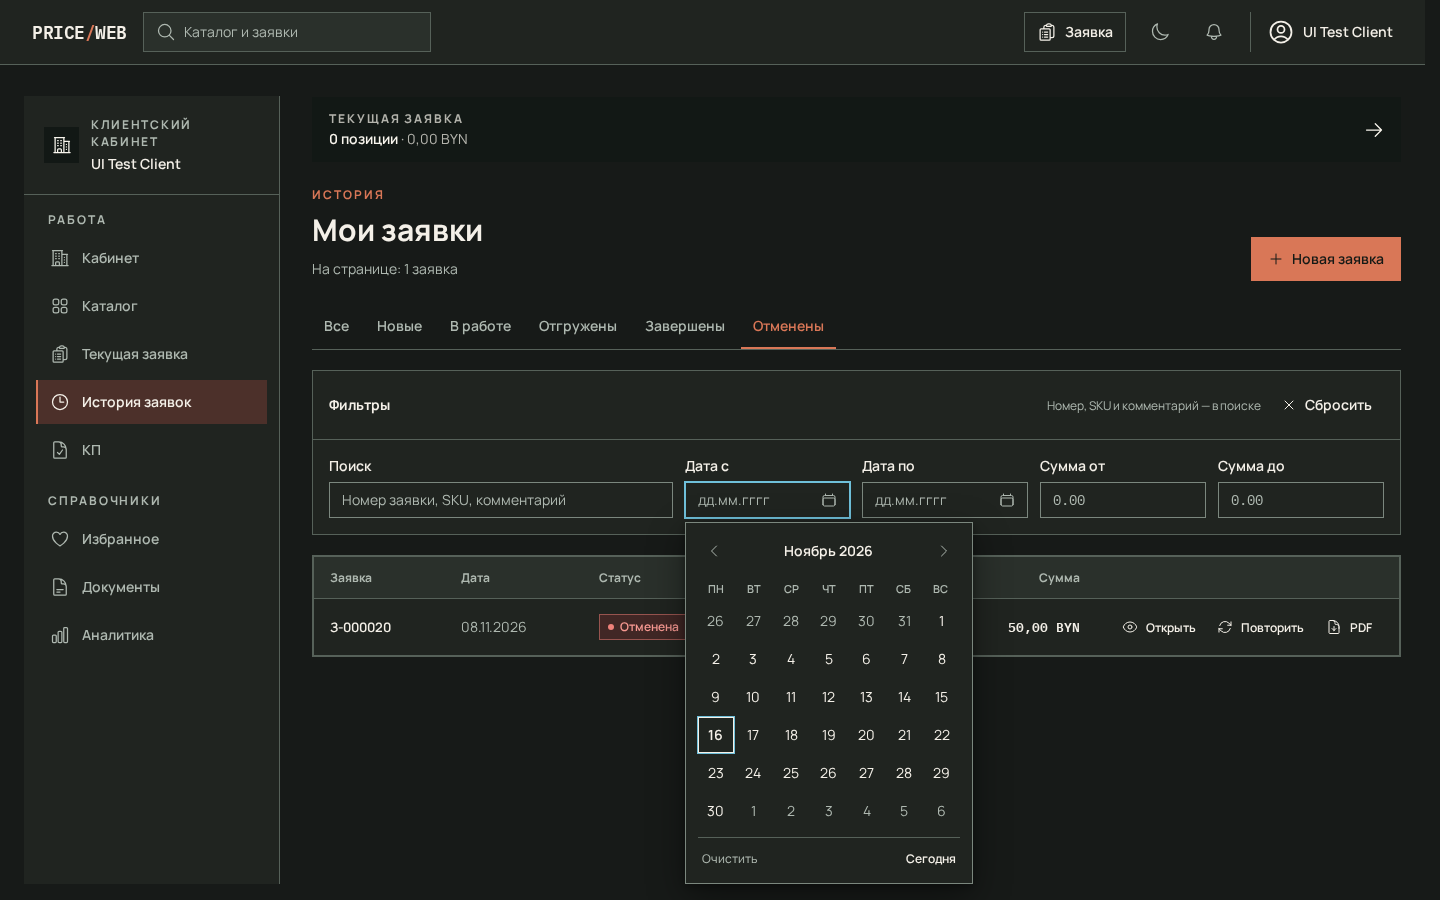 PRICE/WEB
Каталог и заявки
Заявка
UI Test Client
КЛИЕНТСКИЙ
КАБИНЕТ
UI Test Client
РАБОТА
Кабинет
Каталог
Текущая заявка
История заявок
КП
СПРАВОЧНИКИ
Избранное
Документы
Аналитика
ТЕКУЩАЯ ЗАЯВКА
0 позиции · 0,00 BYN
ИСТОРИЯ
Мои заявки
На странице: 1 заявка
Новая заявка
Все Новые В работе Отгружены Завершены Отменены
Фильтры
Номер, SKU и комментарий — в поиске
Сбросить
Поиск Дата с Дата по Сумма от Сумма до
Номер заявки, SKU, комментарий дд.мм.гггг дд.мм.гггг 0.00 0.00
Заявка Дата Статус Сумма
З-000020 08.11.2026 Отменена 50,00 BYN Открыть Повторить PDF
Ноябрь 2026
ПН ВТ СР ЧТ ПТ СБ ВС
26 27 28 29 30 31 1
2 3 4 5 6 7 8
9 10 11 12 13 14 15
16 17 18 19 20 21 22
23 24 25 26 27 28 29
30 1 2 3 4 5 6
Очистить Сегодня